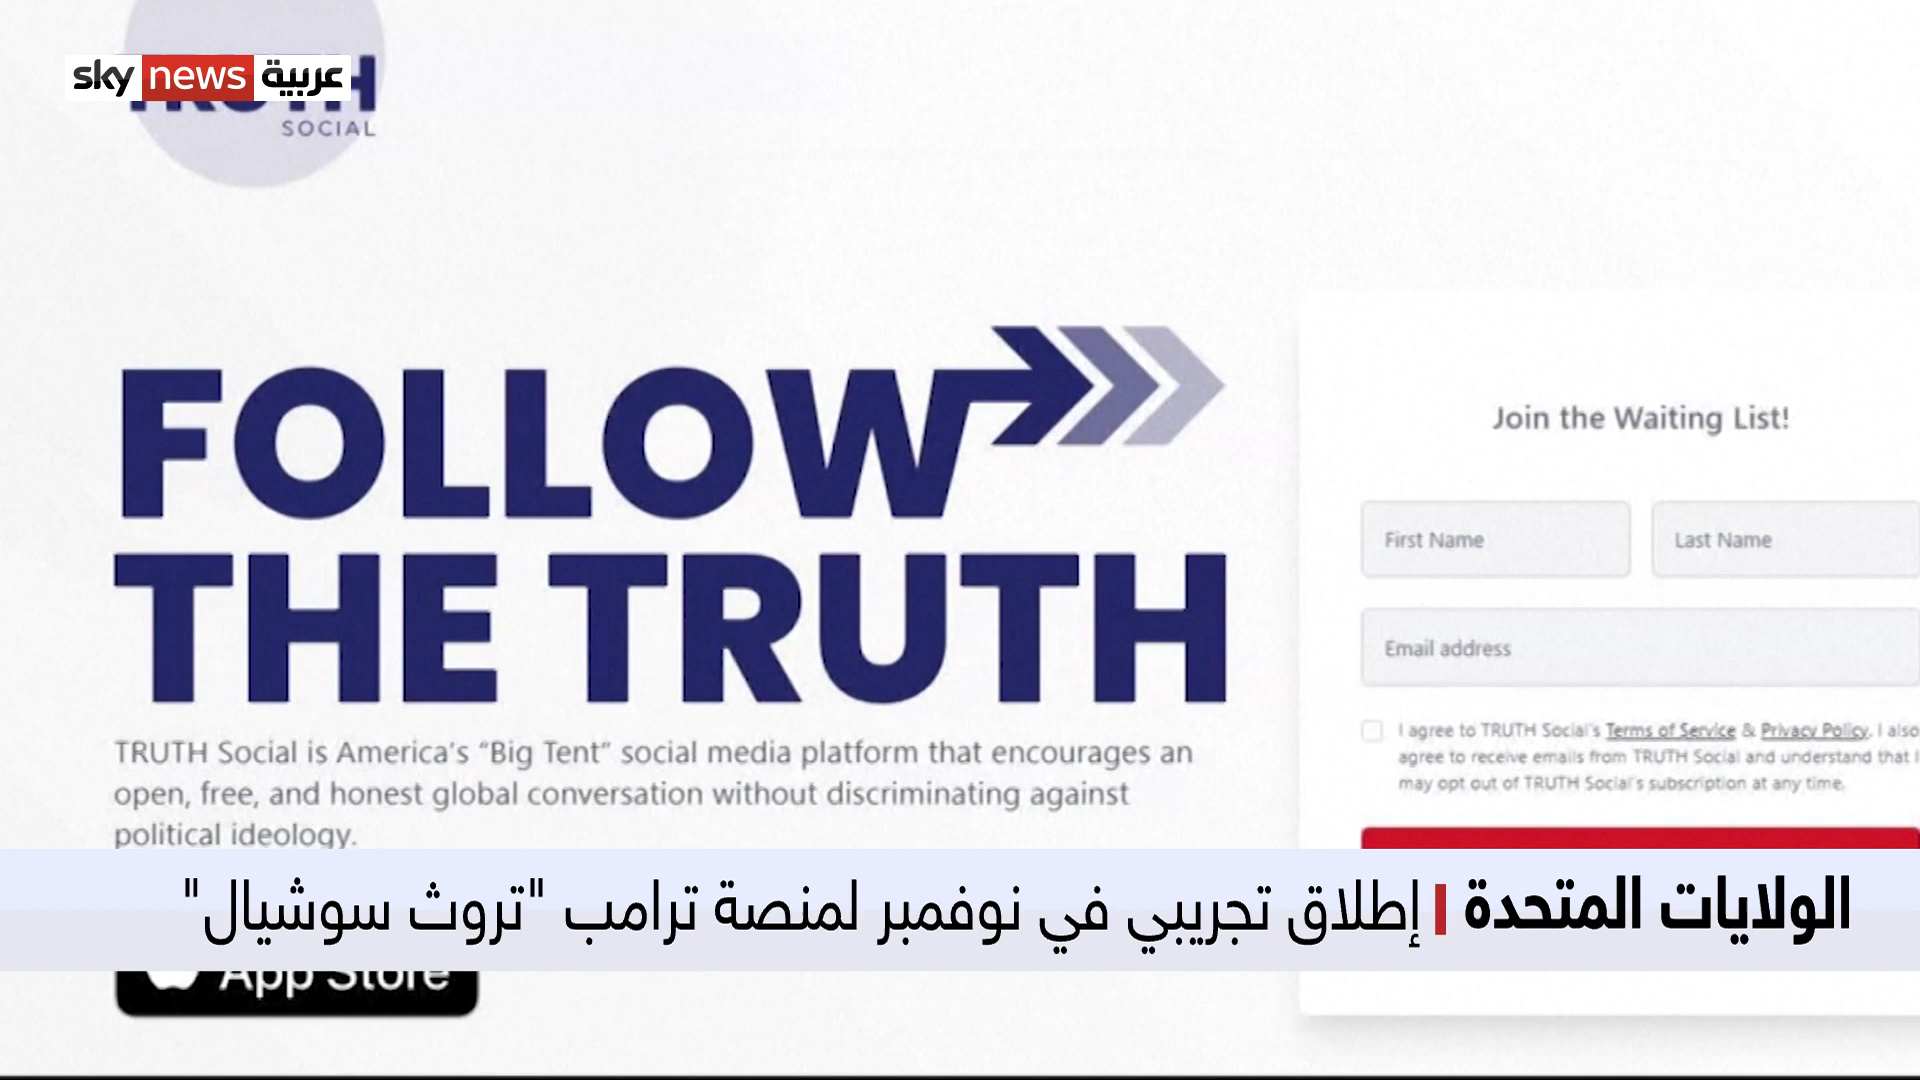 sky news عربية
SOCIAL
FOLLOW
THE TRUTH
TRUTH Social is America's “Big Tent” social media platform that encourages an
open, free, and honest global conversation without discriminating against
political ideology.
Join the Waiting List!
First Name
Last Name
Email address
I agree to TRUTH Social's Terms of Service & Privacy Policy. I also
agree to receive emails from TRUTH Social and understand that I
may opt out of TRUTH Social's subscription at any time.
الولايات المتحدة | إطلاق تجريبي في نوفمبر لمنصة ترامب "تروث سوشيال"
App Store